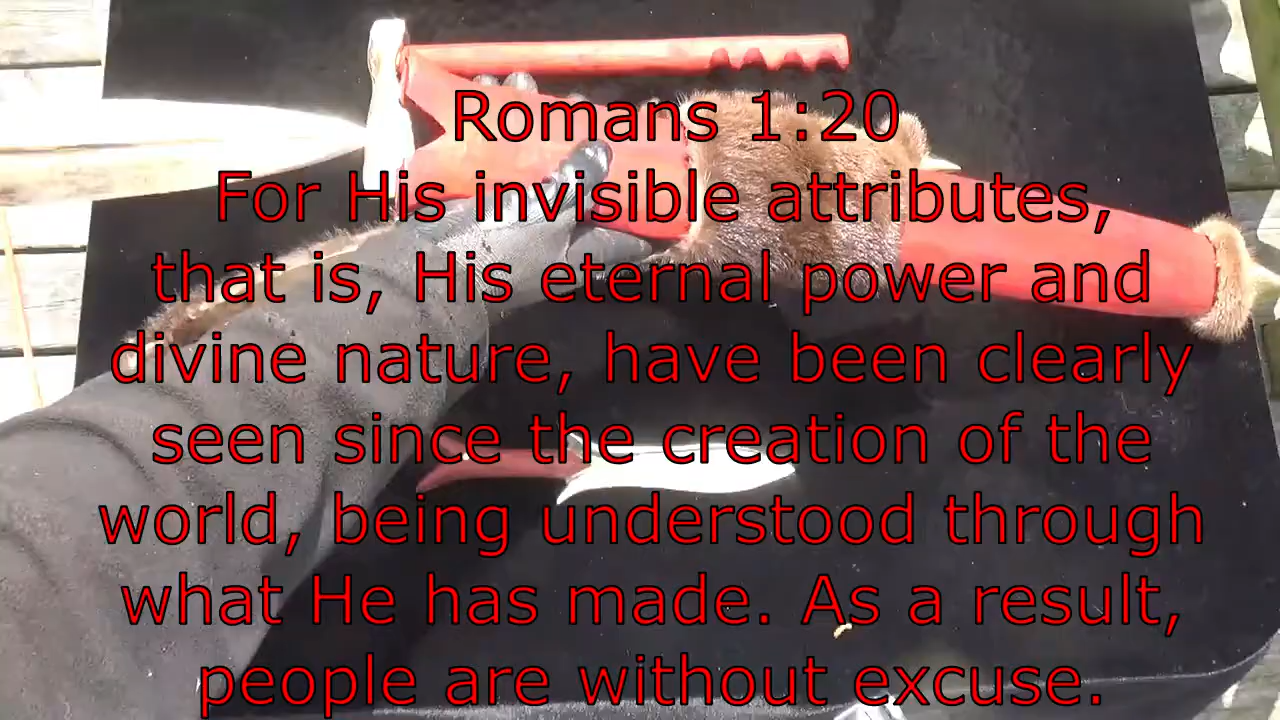 Romans 1:20
For His invisible attributes,
that is, His eternal power and
divine nature, have been clearly
seen since the creation of the
world, being understood through
what He has made. As a result,
people are without excuse.